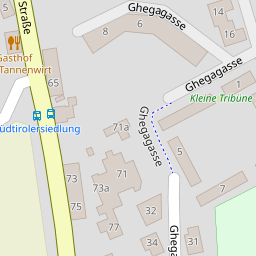 Ghegagasse
Straße
8
6
14
16
Gasthof
Tannenwirt
Ghegagasse
65
1
Kleine Tribüne
Südtirolersiedlung
71a
Ghegagasse
5
73
71
73a
7
75
32
31
34
Ghega